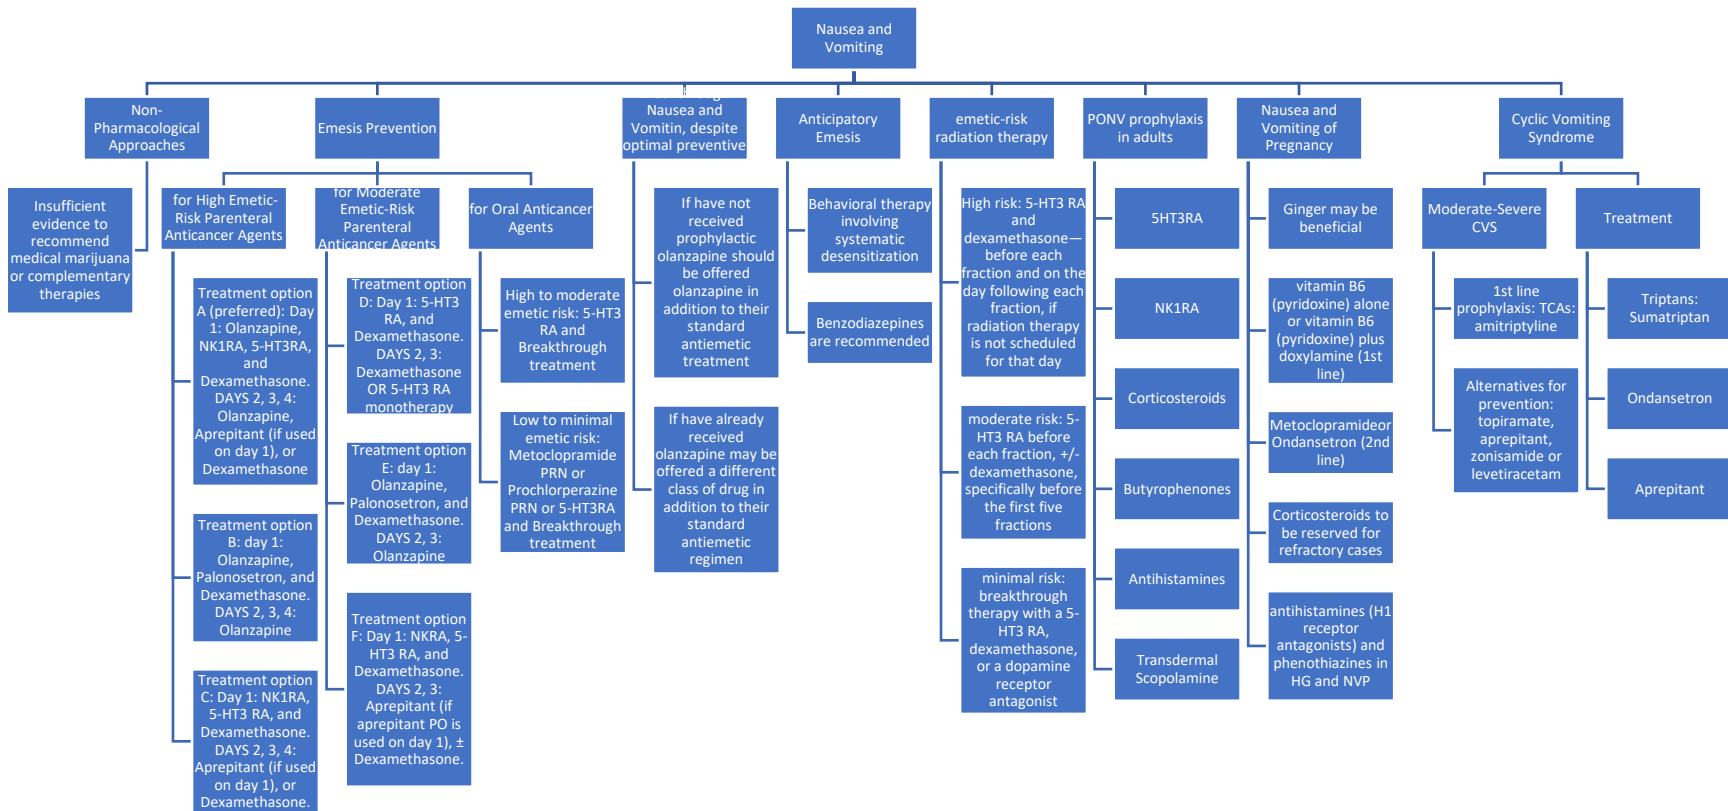 Nausea and
Vomiting
Non-
Pharmacological
Approaches
Insufficient
evidence to
recommend
medical marijuana
or complementary
therapies
Emesis Prevention
for High Emetic-
Risk Parenteral
Anticancer Agents
Treatment option
A (preferred): Day
1: Olanzapine,
NK1RA, 5-HT3RA,
and
Dexamethasone.
DAYS 2, 3, 4:
Olanzapine,
Aprepitant (if used
on day 1), or
Dexamethasone
Treatment option
B: day 1:
Olanzapine,
Palonosetron, and
Dexamethasone.
DAYS 2, 3, 4:
Olanzapine
Treatment option
C: Day 1: NK1RA,
5-HT3 RA, and
Dexamethasone.
DAYS 2, 3, 4:
Aprepitant (if used
on day 1), or
Dexamethasone.
for Moderate
Emetic-Risk
Parenteral
Anticancer Agents
Treatment option
D: Day 1: 5-HT3
RA, and
Dexamethasone.
DAYS 2, 3:
Dexamethasone
OR 5-HT3 RA
monotherapy
Treatment option
E: day 1:
Olanzapine,
Palonosetron, and
Dexamethasone.
DAYS 2, 3:
Olanzapine
Treatment option
F: Day 1: NKRA, 5-
HT3 RA, and
Dexamethasone.
DAYS 2, 3:
Aprepitant (if
aprepitant PO is
used on day 1), ±
Dexamethasone.
for Oral Anticancer
Agents
High to moderate
emetic risk: 5-HT3
RA and
Breakthrough
treatment
Low to minimal
emetic risk:
Metoclopramide
PRN or
Prochlorperazine
PRN or 5-HT3RA
and Breakthrough
treatment
Nausea and
Vomitin, despite
optimal preventive
If have not
received
prophylactic
olanzapine should
be offered
olanzapine in
addition to their
standard
antiemetic
treatment
If have already
received
olanzapine may be
offered a different
class of drug in
addition to their
standard
antiemetic
regimen
Anticipatory
Emesis
Behavioral therapy
involving
systematic
desensitization
Benzodiazepines
are recommended
emetic-risk
radiation therapy
High risk: 5-HT3 RA
and
dexamethasone—
before each
fraction and on the
day following each
fraction, if
radiation therapy
is not scheduled
for that day
moderate risk: 5-
HT3 RA before
each fraction, +/-
dexamethasone,
specifically before
the first five
fractions
minimal risk:
breakthrough
therapy with a 5-
HT3 RA,
dexamethasone,
or a dopamine
receptor
antagonist
PONV prophylaxis
in adults
5HT3RA
NK1RA
Corticosteroids
Butyrophenones
Antihistamines
Transdermal
Scopolamine
Nausea and
Vomiting of
Pregnancy
Ginger may be
beneficial
vitamin B6
(pyridoxine) alone
or vitamin B6
(pyridoxine) plus
doxylamine (1st
line)
Metoclopramideor
Ondansetron (2nd
line)
Corticosteroids to
be reserved for
refractory cases
antihistamines (H1
receptor
antagonists) and
phenothiazines in
HG and NVP
Cyclic Vomiting
Syndrome
Moderate-Severe
CVS
1st line
prophylaxis: TCAs:
amitriptyline
Alternatives for
prevention:
topiramate,
aprepitant,
zonisamide or
levetiracetam
Treatment
Triptans:
Sumatriptan
Ondansetron
Aprepitant